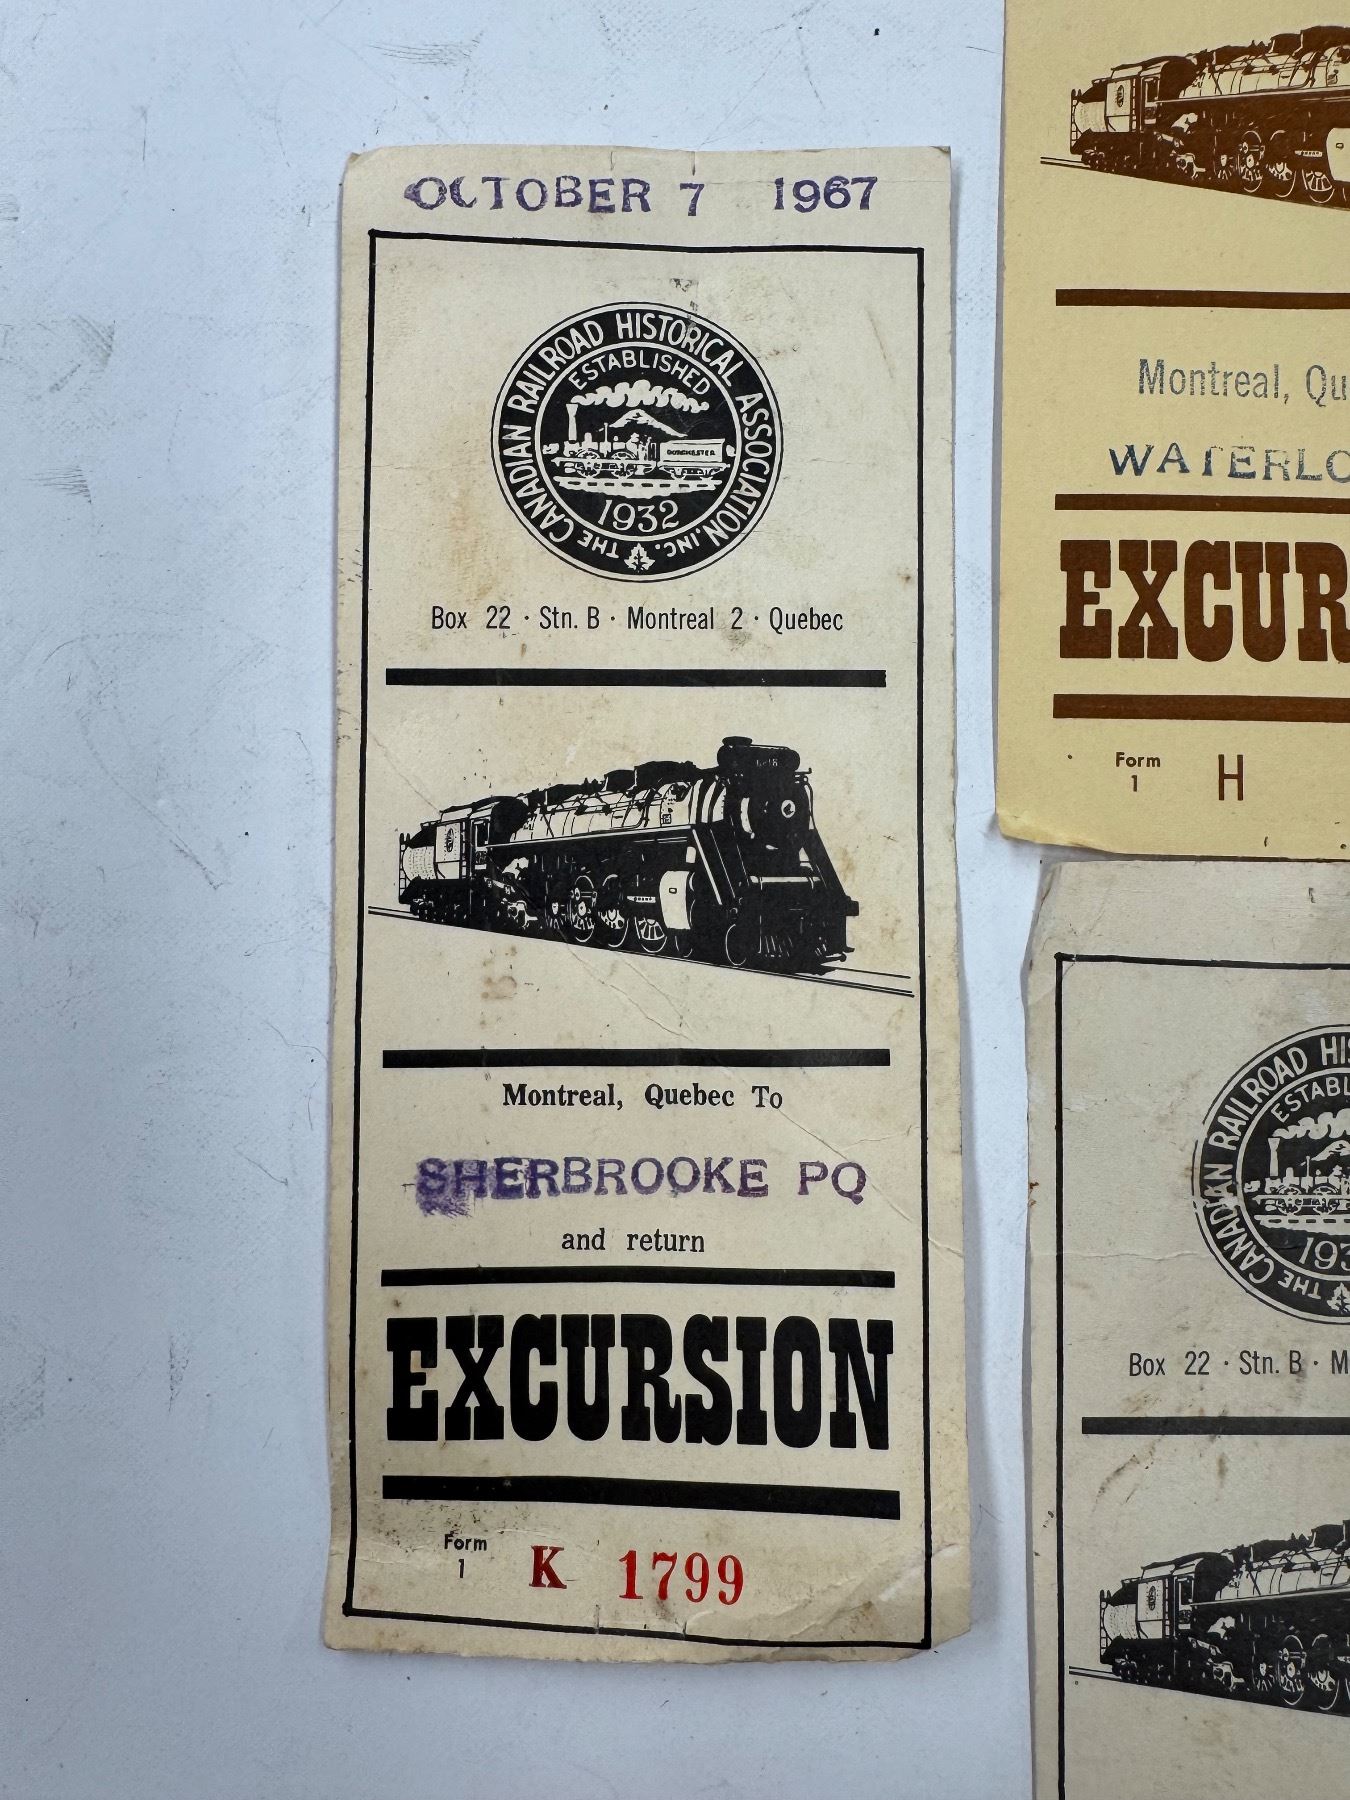 OCTOBER 7 1967
THE CANADIAN RAILROAD HISTORICAL ASSOCIATION, INC.
ESTABLISHED
DORCHESTER
1932
Box 22 · Stn. B · Montreal 2 · Quebec
Montreal, Quebec To
SHERBROOKE PQ
and return
EXCURSION
Form
1
K 1799
Montreal, Qu
WATERLO
EXCUR
Form
1
H
THE CANADIAN RAILROAD HIS
ESTABL
193
Box 22 · Stn. B · M